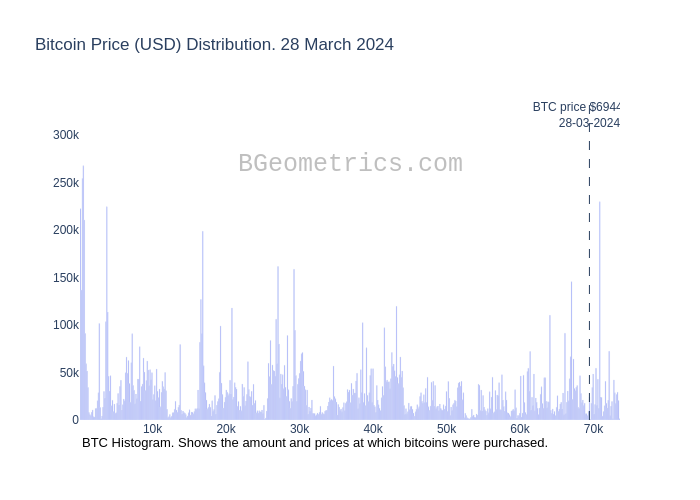 Bitcoin Price (USD) Distribution. 28 March 2024
BTC price $6944
28-03-2024
300k
BGeometrics.com
250k
200k
150k
100k
50k
0
10k 20k 30k 40k 50k 60k 70k
BTC Histogram. Shows the amount and prices at which bitcoins were purchased.